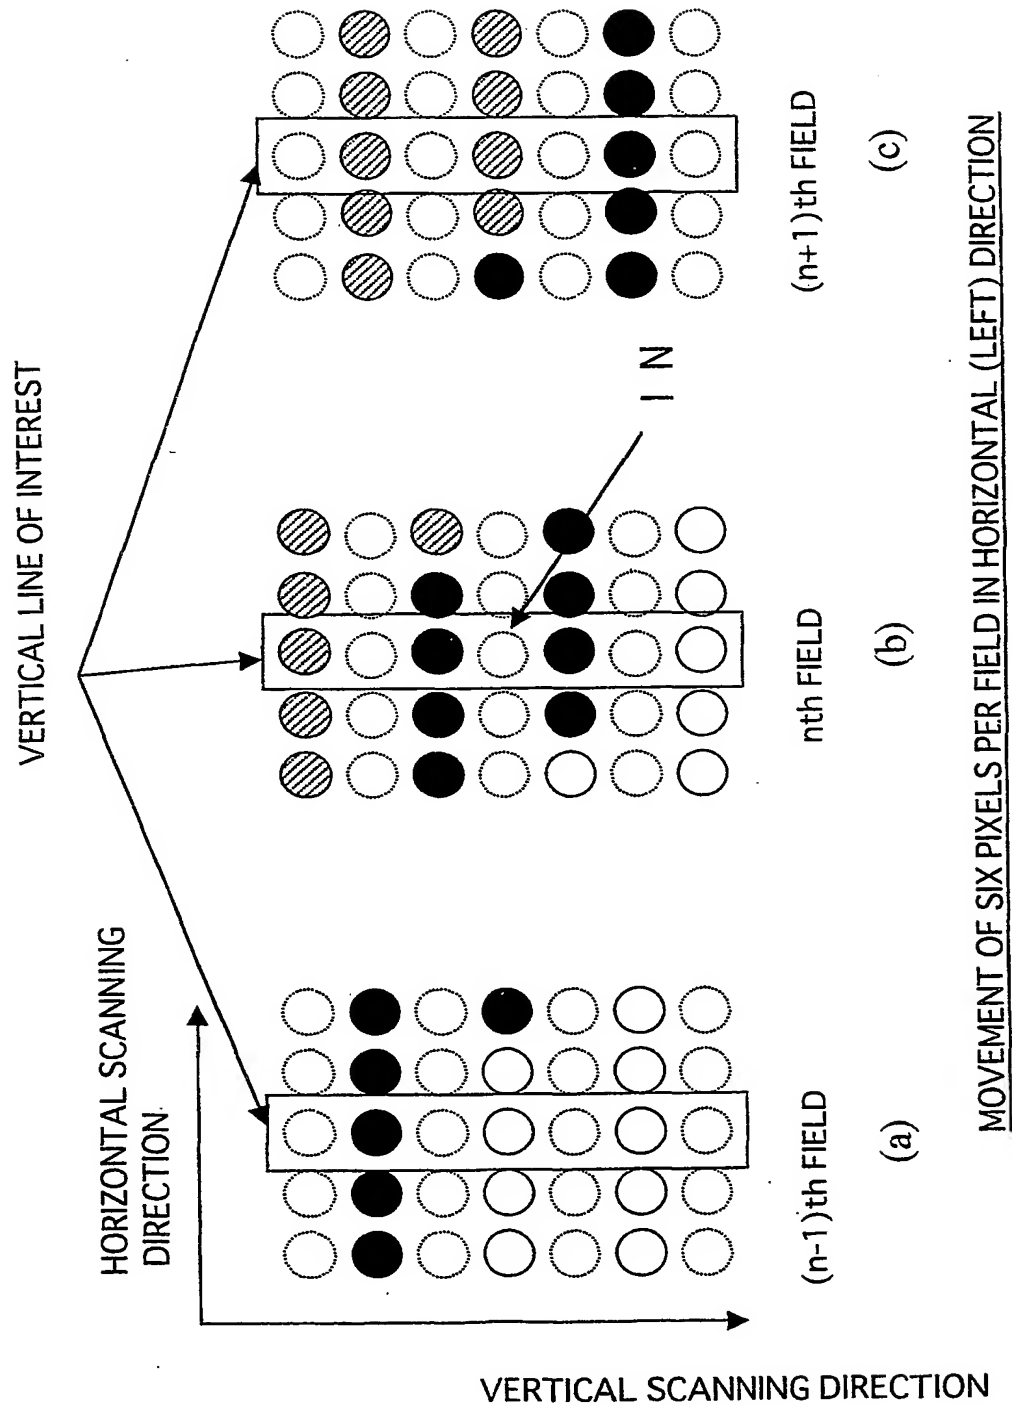 VERTICAL LINE OF INTEREST
HORIZONTAL SCANNING
DIRECTION
I N
(n-1)th FIELD
nth FIELD
(n+1)th FIELD
(a)
(b)
(c)
MOVEMENT OF SIX PIXELS PER FIELD IN HORIZONTAL (LEFT) DIRECTION
VERTICAL SCANNING DIRECTION